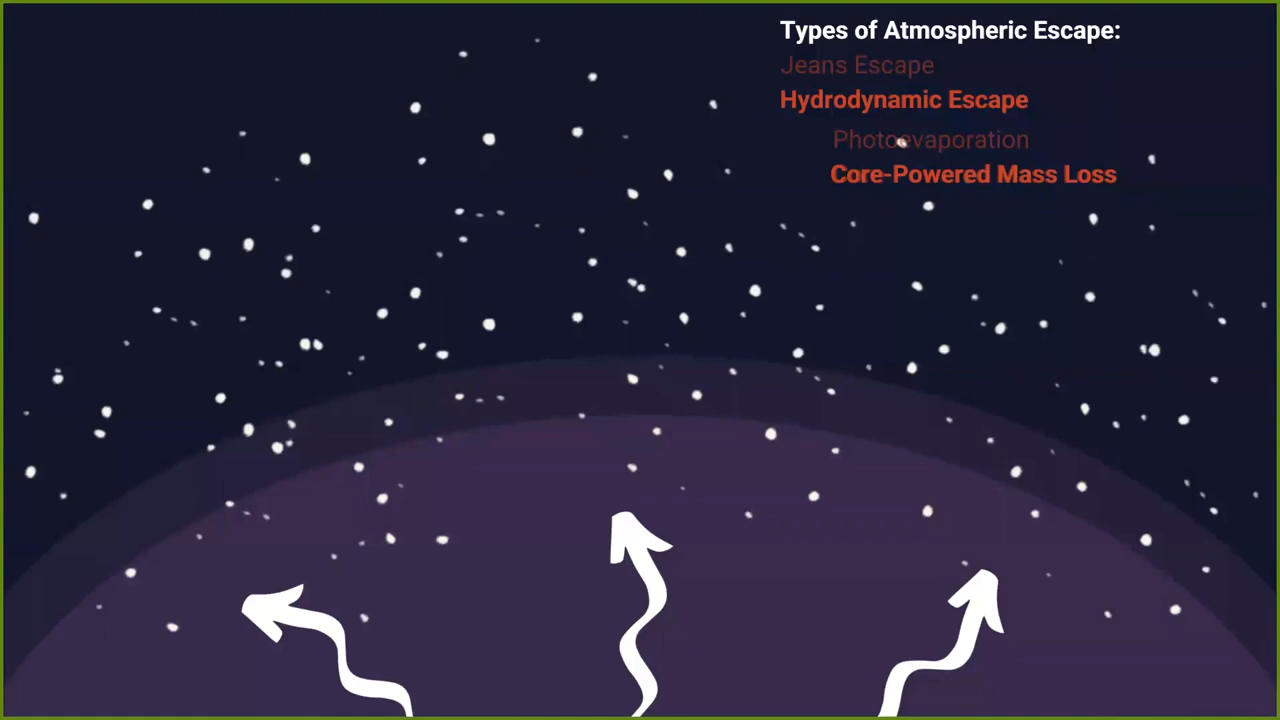 Types of Atmospheric Escape:
Jeans Escape
Hydrodynamic Escape
Photoevaporation
Core-Powered Mass Loss